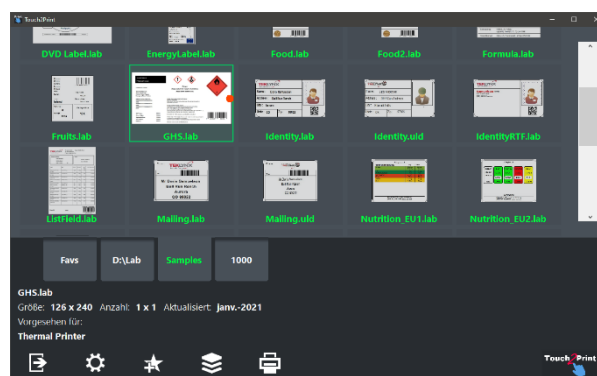 Touch2Print
DVD Label.lab
EnergyLabel.lab
Food.lab
Food2.lab
Formula.lab
Fruits.lab
GHS.lab
Identity.lab
Identity.uld
IdentityRTF.lab
ListField.lab
Mailing.lab
Mailing.uld
Nutrition_EU1.lab
Nutrition_EU2.lab
Favs
D:\Lab
Samples
1000
GHS.lab
Größe: 126 x 240 Anzahl: 1 x 1 Aktualisiert: janv.-2021
Vorgesehen für:
Thermal Printer
Touch2Print